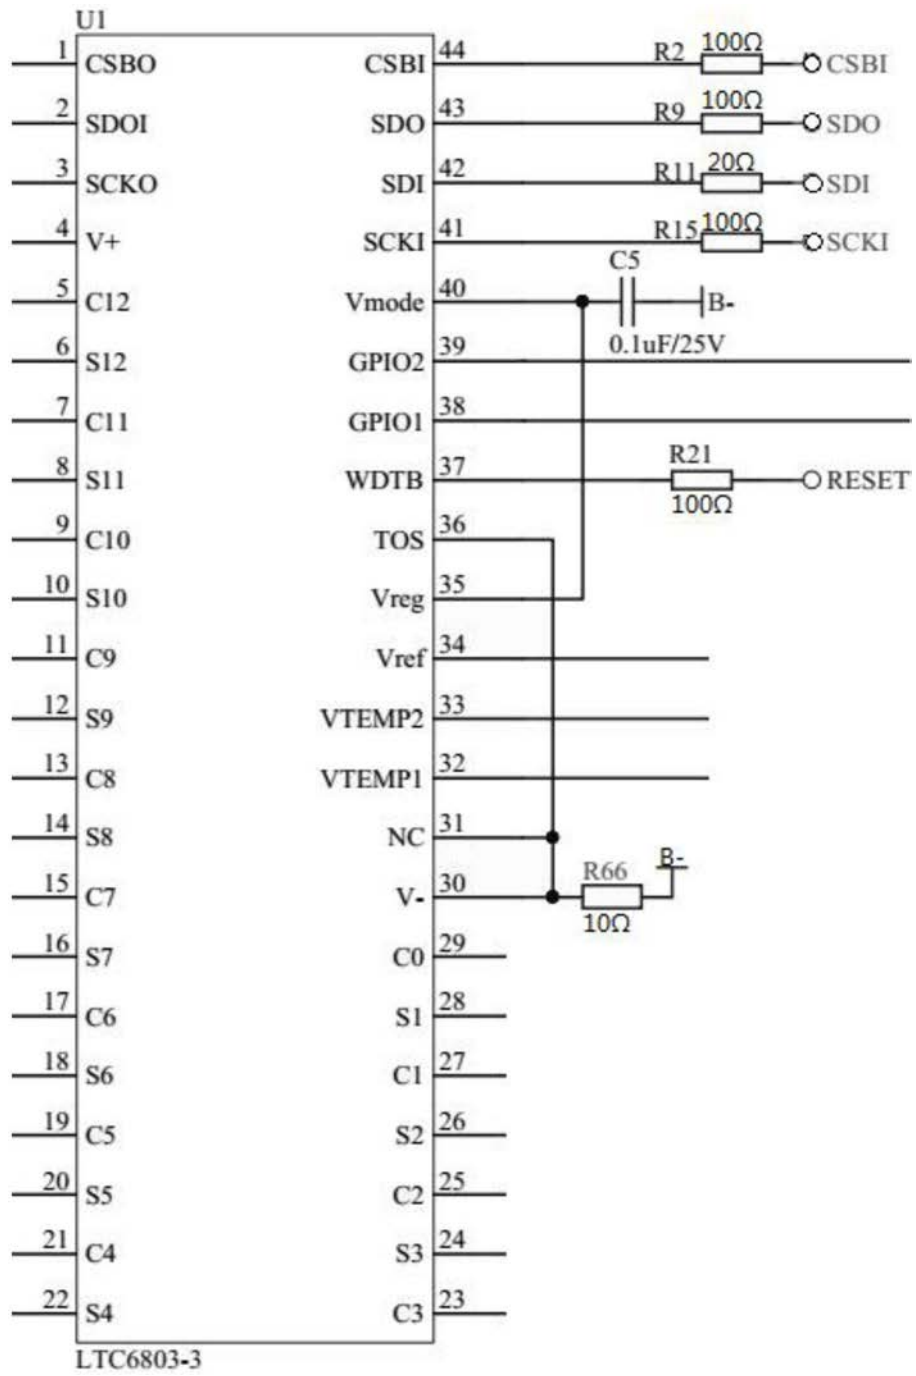 U1
1 CSBO CSBI 44 R2 100Ω CSBI
2 SDOI SDO 43 R9 100Ω SDO
3 SCKO SDI 42 R11 20Ω SDI
4 V+ SCKI 41 R15 100Ω SCKI
5 C12 Vmode 40 C5 B-
0.1uF/25V
6 S12 GPIO2 39
7 C11 GPIO1 38
8 S11 WDTB 37 R21 RESET
100Ω
9 C10 TOS 36
10 S10 Vreg 35
11 C9 Vref 34
12 S9 VTEMP2 33
13 C8 VTEMP1 32
14 S8 NC 31
15 C7 V- 30 R66 B-
10Ω
16 S7 C0 29
17 C6 S1 28
18 S6 C1 27
19 C5 S2 26
20 S5 C2 25
21 C4 S3 24
22 S4 C3 23
LTC6803-3